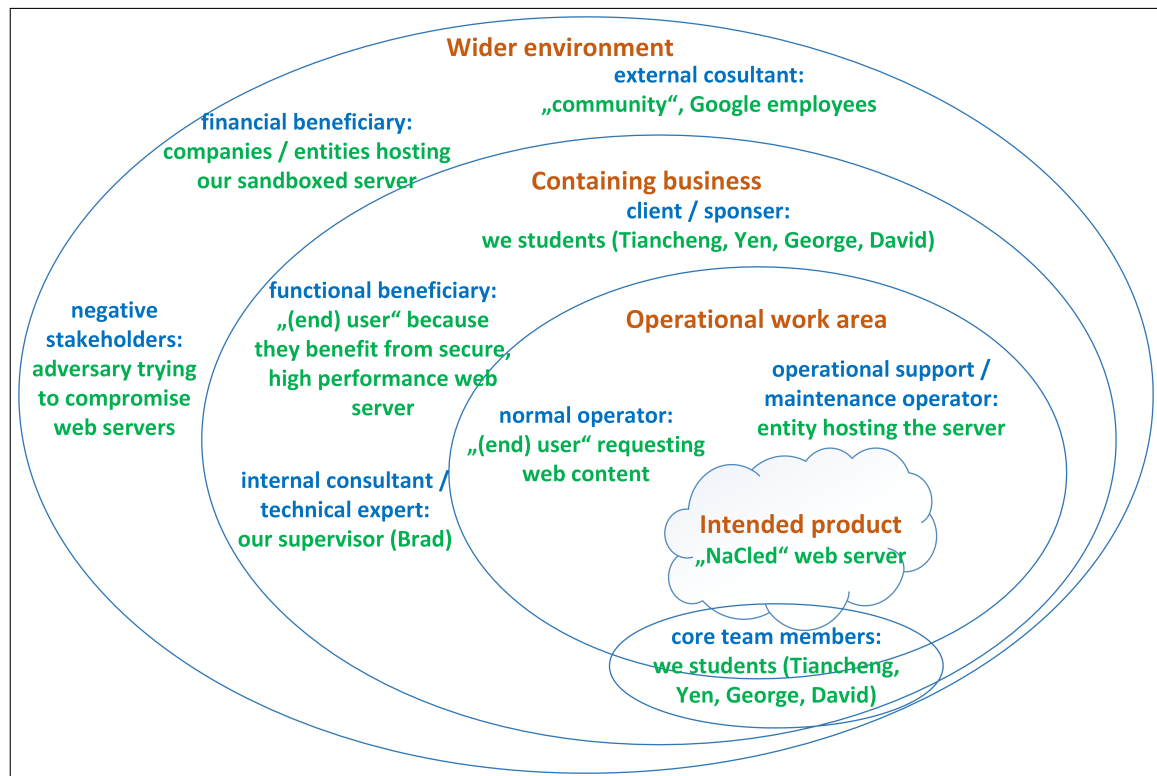 Wider environment
external cosultant:
„community“, Google employees
financial beneficiary:
companies / entities hosting
our sandboxed server
Containing business
client / sponser:
we students (Tiancheng, Yen, George, David)
functional beneficiary:
„(end) user“ because
they benefit from secure,
high performance web
server
negative
stakeholders:
adversary trying
to compromise
web servers
Operational work area
operational support /
maintenance operator:
entity hosting the server
normal operator:
„(end) user“ requesting
web content
internal consultant /
technical expert:
our supervisor (Brad)
Intended product
„NaCled“ web server
core team members:
we students (Tiancheng,
Yen, George, David)